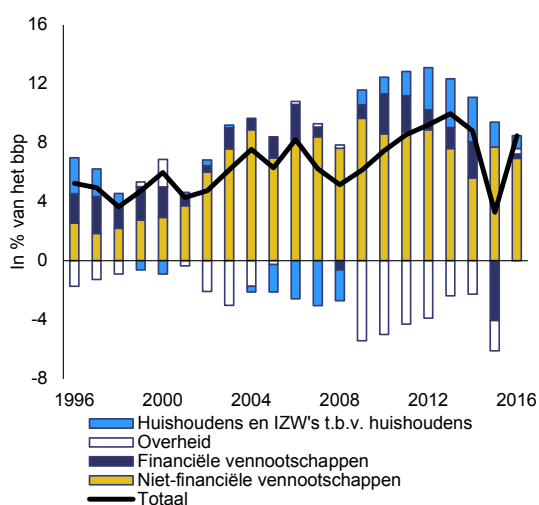 In % van het bbp
16
12
8
4
0
-4
-8
1996 2000 2004 2008 2012 2016
Huishoudens en IZW's t.b.v. huishoudens
Overheid
Financiële vennootschappen
Niet-financiële vennootschappen
Totaal